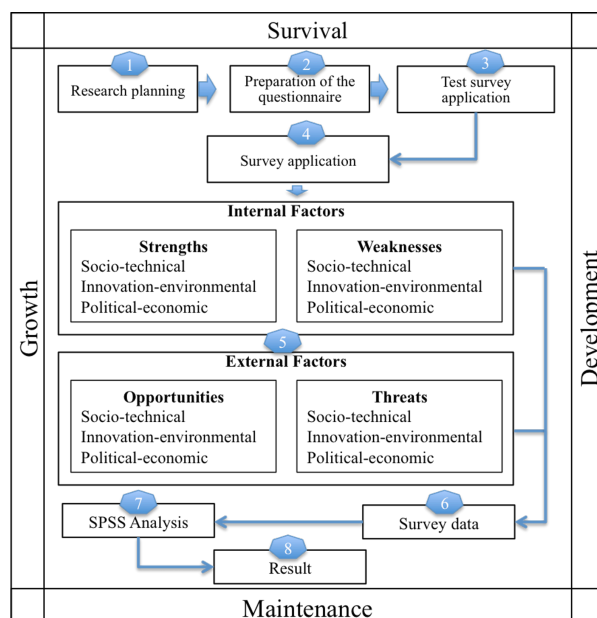 Survival
Growth
Development
1
Research planning
2
Preparation of the
questionnaire
3
Test survey
application
4
Survey application
Internal Factors
Strengths
Socio-technical
Innovation-environmental
Political-economic
Weaknesses
Socio-technical
Innovation-environmental
Political-economic
5
External Factors
Opportunities
Socio-technical
Innovation-environmental
Political-economic
Threats
Socio-technical
Innovation-environmental
Political-economic
6
Survey data
7
SPSS Analysis
8
Result
Maintenance